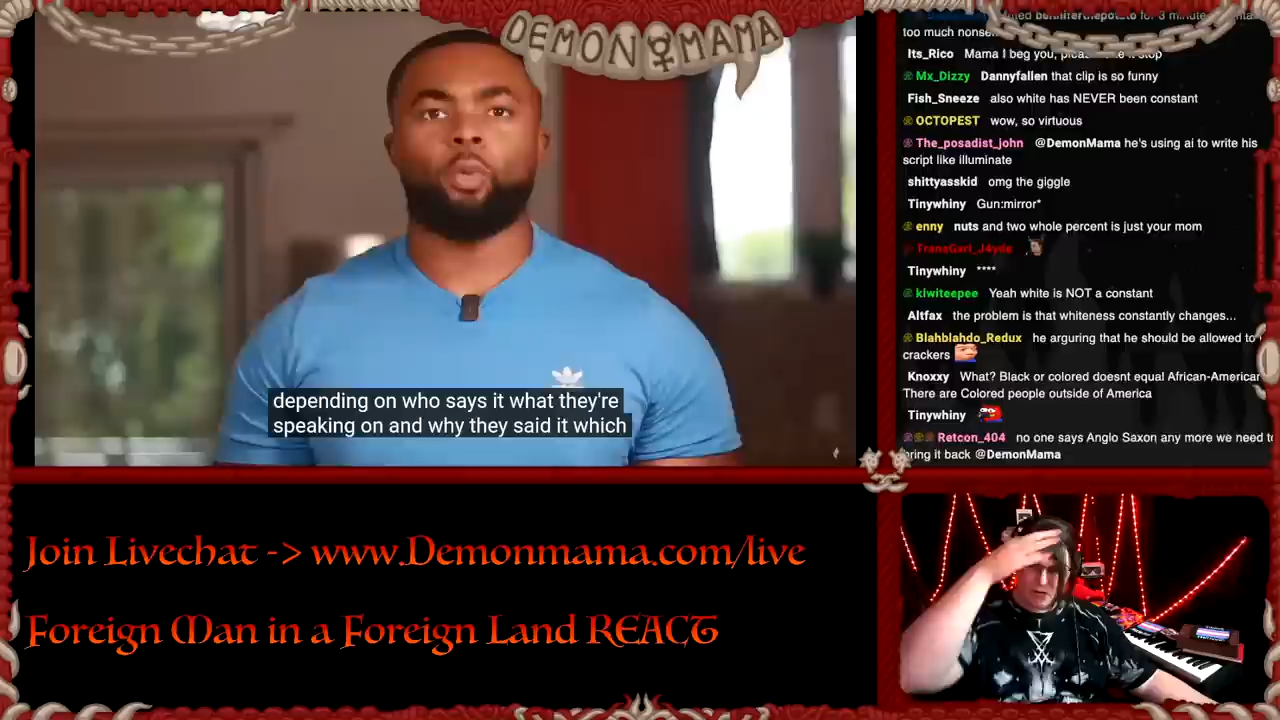 DEMON MAMA
depending on who says it what they're
speaking on and why they said it which
for 3 minute
too much nonse
Its_Rico Mama I beg you, stop
Mx_Dizzy Dannyfallen that clip is so funny
Fish_Sneeze also white has NEVER been constant
OCTOPEST wow, so virtuous
The_posadist_john @DemonMama he's using ai to write his
script like illuminate
shittyasskid omg the giggle
Tinywhiny Gun:mirror*
enny nuts and two whole percent is just your mom
TransGarl_J4yde
Tinywhiny ****
kiwiteepee Yeah white is NOT a constant
Altfax the problem is that whiteness constantly changes...
Blahblahdo_Redux he arguring that he should be allowed to
crackers
Knoxxy What? Black or colored doesnt equal African-American
There are Colored people outside of America
Tinywhiny
Retcon_404 no one says Anglo Saxon any more we need to
bring it back @DemonMama
Join Livechat -> www.Demonmama.com/live
Foreign Man in a Foreign Land REACT